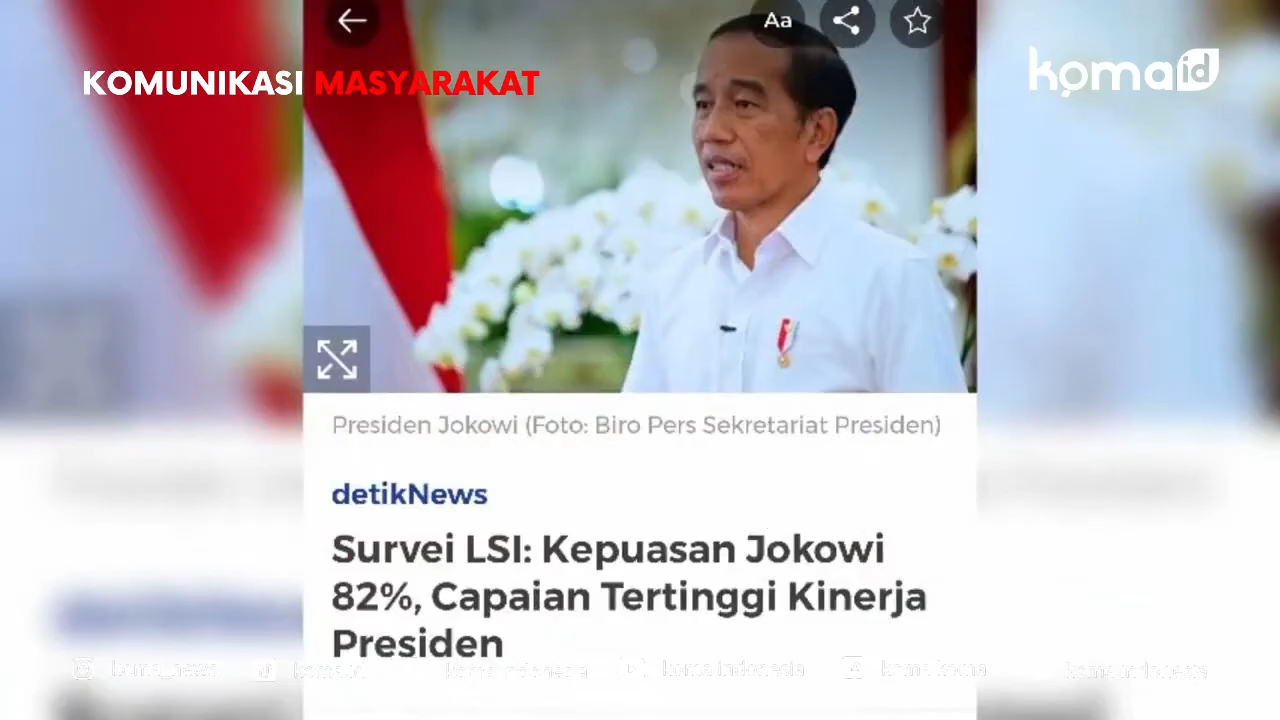 Aa
KOMUNIKASI MASYARAKAT
koma id
Presiden Jokowi (Foto: Biro Pers Sekretariat Presiden)
detikNews
Survei LSI: Kepuasan Jokowi
82%, Capaian Tertinggi Kinerja
Presiden